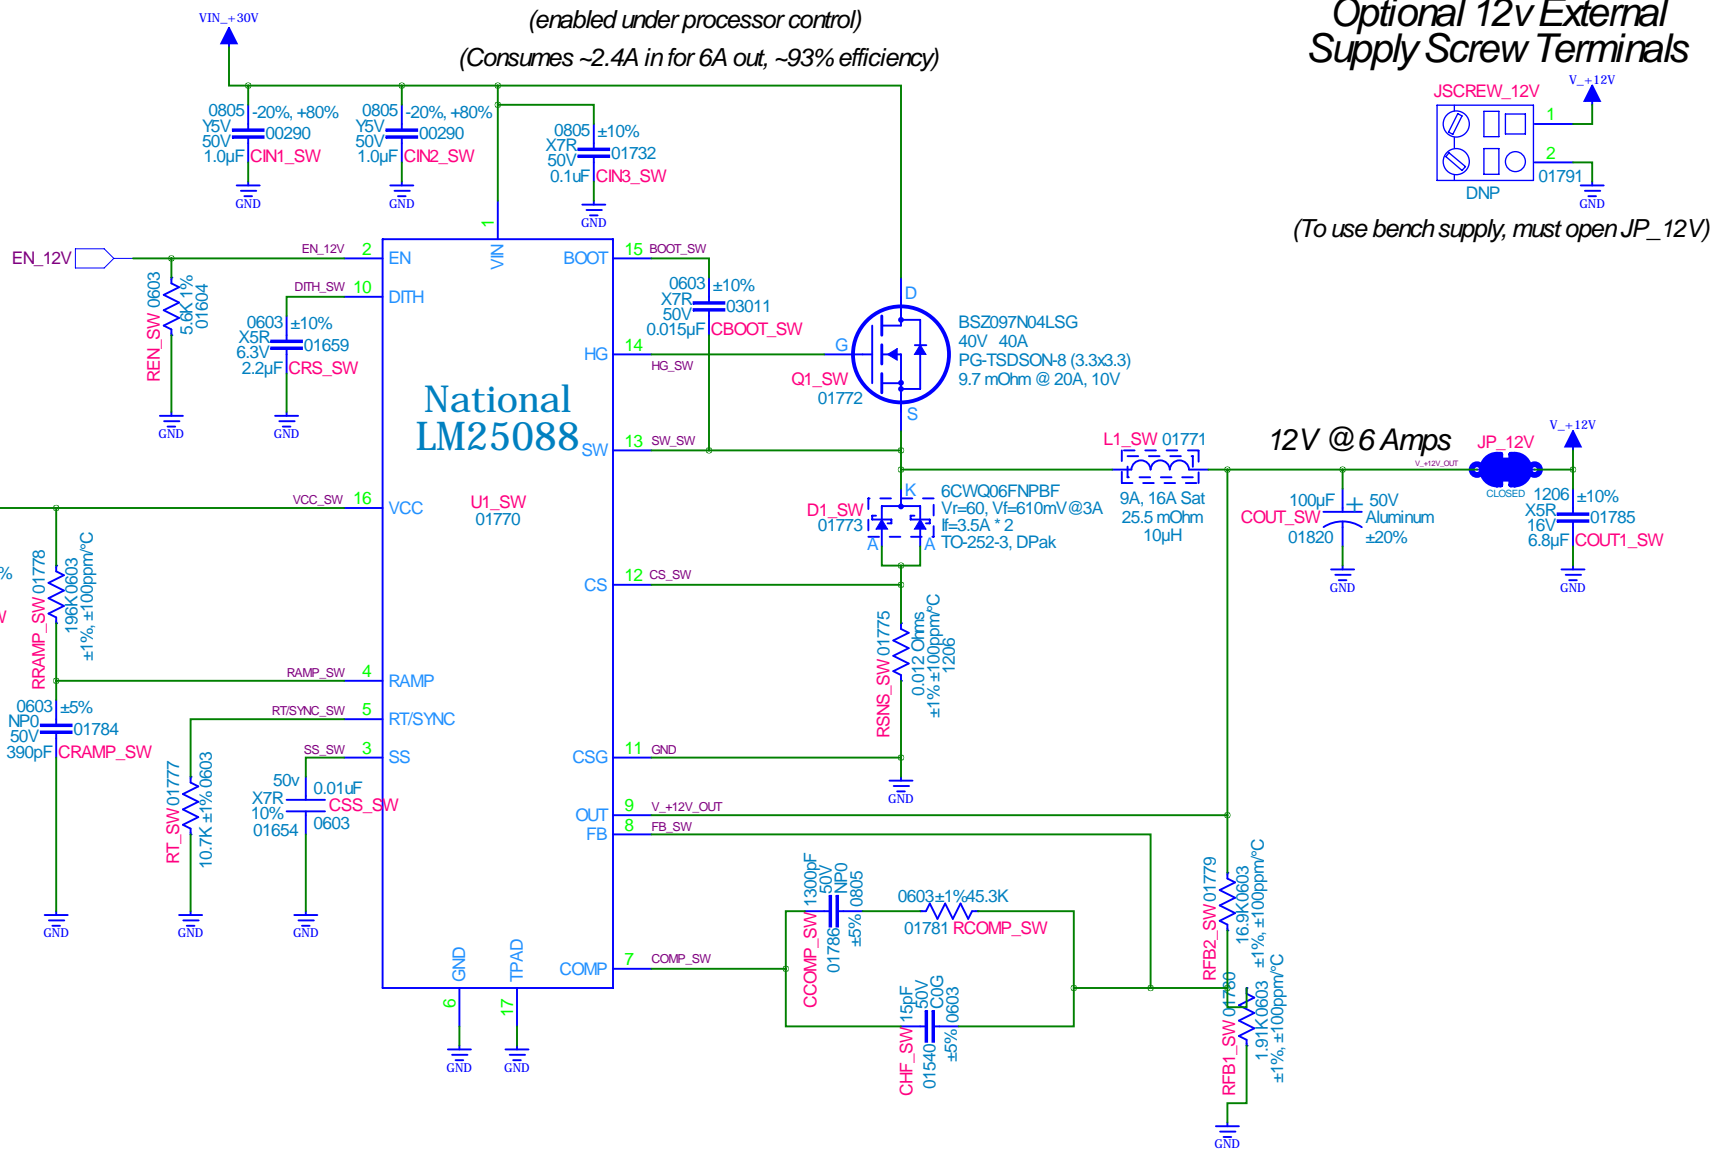 (enabled under processor control)
(Consumes ~2.4A in for 6A out, ~93% efficiency)
Optional 12v External
Supply Screw Terminals
VIN_+30V
0805 -20%, +80%
Y5V
50V 00290
1.0µF CIN1_SW
GND
0805 -20%, +80%
Y5V
50V 00290
1.0µF CIN2_SW
GND
0805 ±10%
X7R
50V 01732
0.1uF CIN3_SW
GND
JSCREW_12V
V_+12V
1
2
01791
DNP
GND
(To use bench supply, must open JP_12V)
EN_12V
EN_12V 2 EN
REN_SW 0603
5.6K 1%
01604
GND
DITH_SW 10 DITH
0603 ±10%
X5R
6.3V 01659
2.2µF CRS_SW
GND
1
VIN
National
LM25088
U1_SW
01770
BOOT 15 BOOT_SW
0603 ±10%
X7R
50V 03011
0.015µF CBOOT_SW
HG 14
HG_SW
SW 13 SW_SW
D
G
S
Q1_SW
01772
BSZ097N04LSG
40V 40A
PG-TSDSON-8 (3.3x3.3)
9.7 mOhm @ 20A, 10V
L1_SW 01771
9A, 16A Sat
25.5 mOhm
10µH
12V @ 6 Amps
V_+12V_OUT
JP_12V
CLOSED
V_+12V
100µF 50V
COUT_SW Aluminum
01820 ±20%
GND
1206 ±10%
X5R
16V 01785
6.8µF COUT1_SW
GND
D1_SW
01773
K
A A
6CWQ06FNPBF
Vr=60, Vf=610mV@3A
If=3.5A * 2
TO-252-3, DPak
VCC_SW 16 VCC
%
W
RRAMP_SW 01778
196K 0603
±1%, ±100ppm/°C
RAMP_SW 4 RAMP
0603 ±5%
NP0
50V 01784
390pF CRAMP_SW
GND
RT/SYNC_SW 5 RT/SYNC
RT_SW 01777
10.7K ±1% 0603
GND
SS_SW 3 SS
50v 0.01uF
X7R CSS_SW
10%
01654 0603
GND
CS 12 CS_SW
RSNS_SW 01775
0.012 Ohms
±1% ±100ppm/°C
1206
CSG 11 GND
GND
OUT 9 V_+12V_OUT
FB 8 FB_SW
COMP 7 COMP_SW
CCOMP_SW 1300pF
01786 50V
NP0
±5% 0805
0603 ±1% 45.3K
01781 RCOMP_SW
CHF_SW 15pF
01540 50V
C0G
±5% 0603
RFB2_SW 01779
16.9K 0603
±1%, ±100ppm/°C
RFB1_SW 01780
1.91K 0603
±1%, ±100ppm/°C
GND
GND
6
GND
TPAD
17
GND